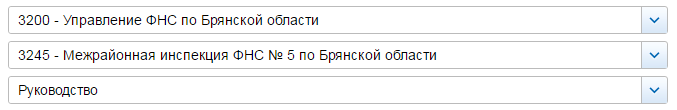 3200 - Управление ФНС по Брянской области
3245 - Межрайонная инспекция ФНС № 5 по Брянской области
Руководство